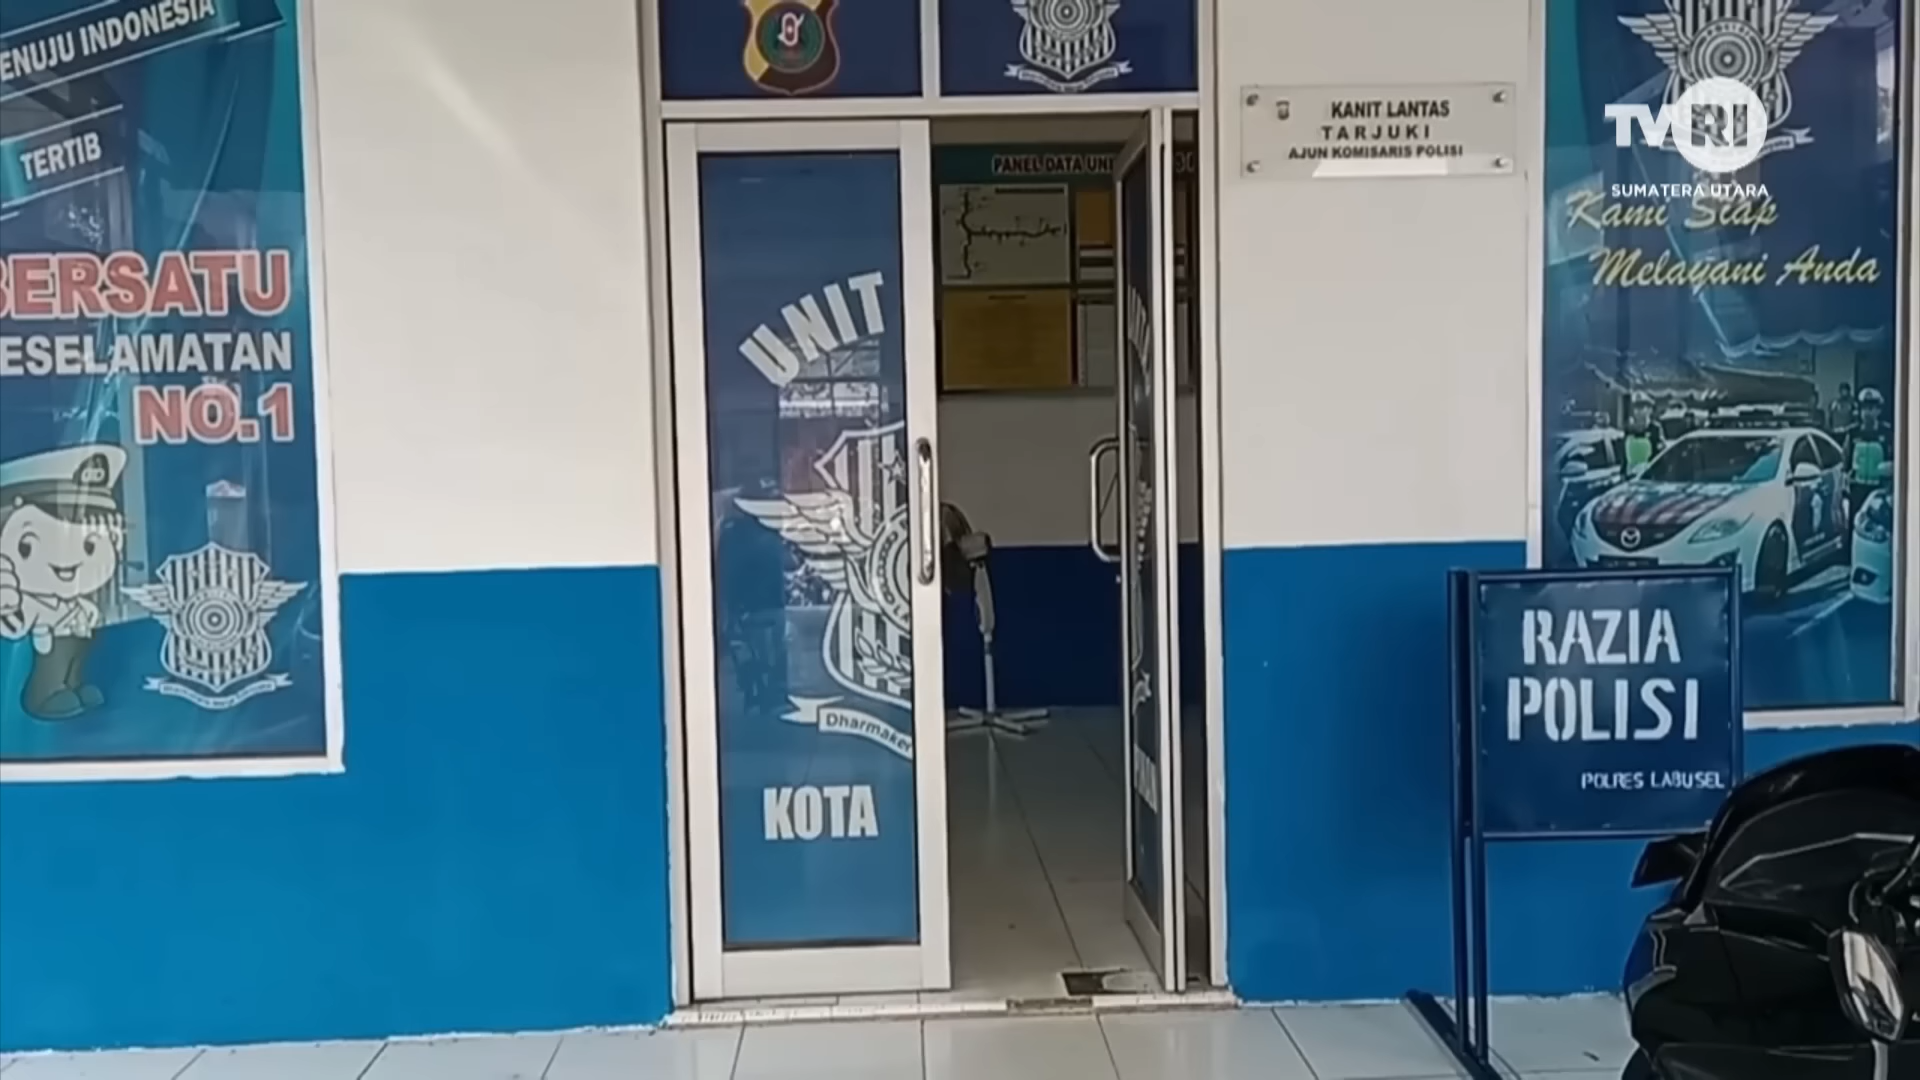 ENUJU INDONESIA
TERTIB
BERSATU
ESELAMATAN
NO.1
UNIT
Dharmaker
KOTA
PANEL DATA UNI
KANIT LANTAS
TARJUKI
AJUN KOMISARIS POLISI
TVRI
SUMATERA UTARA
Kami Siap
Melayani Anda
RAZIA
POLISI
POLRES LABUSEL